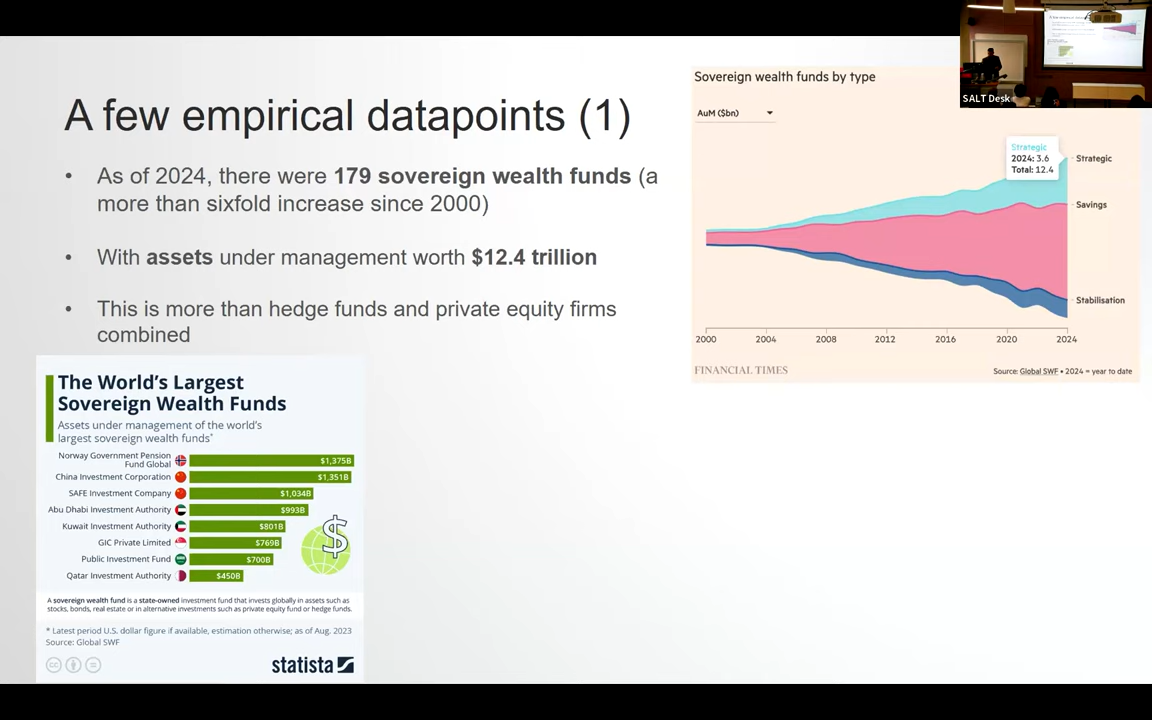 A few empirical datapoints (1)
• As of 2024, there were 179 sovereign wealth funds (a
more than sixfold increase since 2000)
• With assets under management worth $12.4 trillion
• This is more than hedge funds and private equity firms
combined
The World's Largest
Sovereign Wealth Funds
Assets under management of the world's
largest sovereign wealth funds*
Norway Government Pension
Fund Global $1,375B
China Investment Corporation $1,351B
SAFE Investment Company $1,034B
Abu Dhabi Investment Authority $993B
Kuwait Investment Authority $801B
GIC Private Limited $769B
Public Investment Fund $700B
Qatar Investment Authority $450B
$
A sovereign wealth fund is a state-owned investment fund that invests globally in assets such as
stocks, bonds, real estate or in alternative investments such as private equity fund or hedge funds.
* Latest period U.S. dollar figure if available, estimation otherwise; as of Aug. 2023
Source: Global SWF
statista
Sovereign wealth funds by type
AuM ($bn)
Strategic
2024: 3.6
Total: 12.4
Strategic
Savings
Stabilisation
2000 2004 2008 2012 2016 2020 2024
FINANCIAL TIMES
Source: Global SWF • 2024 = year to date
SALT Desk